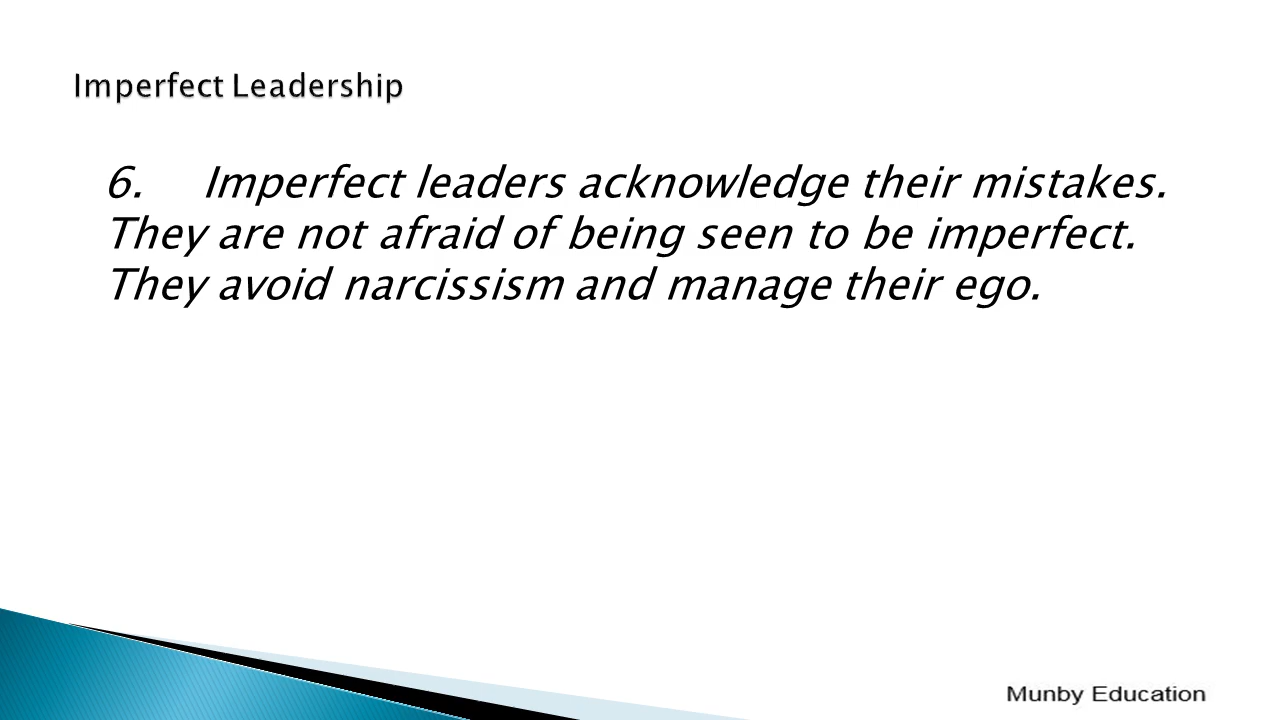 Imperfect Leadership
6. Imperfect leaders acknowledge their mistakes.
They are not afraid of being seen to be imperfect.
They avoid narcissism and manage their ego.
Munby Education